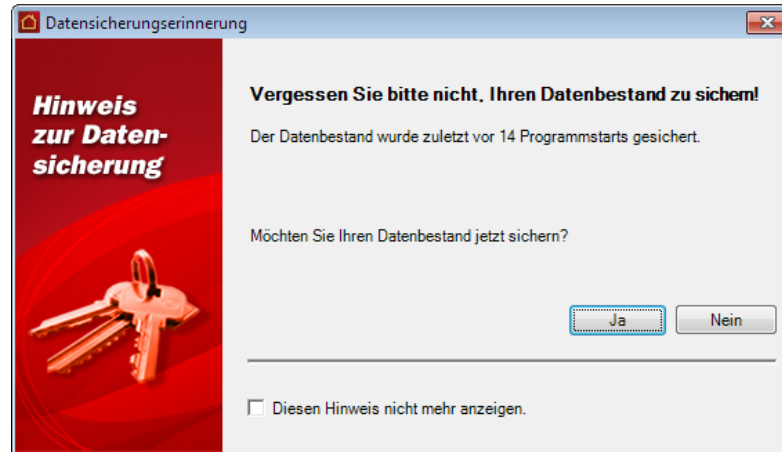 Datensicherungserinnerung
Hinweis
zur Daten-
sicherung
Vergessen Sie bitte nicht, Ihren Datenbestand zu sichern!
Der Datenbestand wurde zuletzt vor 14 Programmstarts gesichert.
Möchten Sie Ihren Datenbestand jetzt sichern?
Ja
Nein
Diesen Hinweis nicht mehr anzeigen.